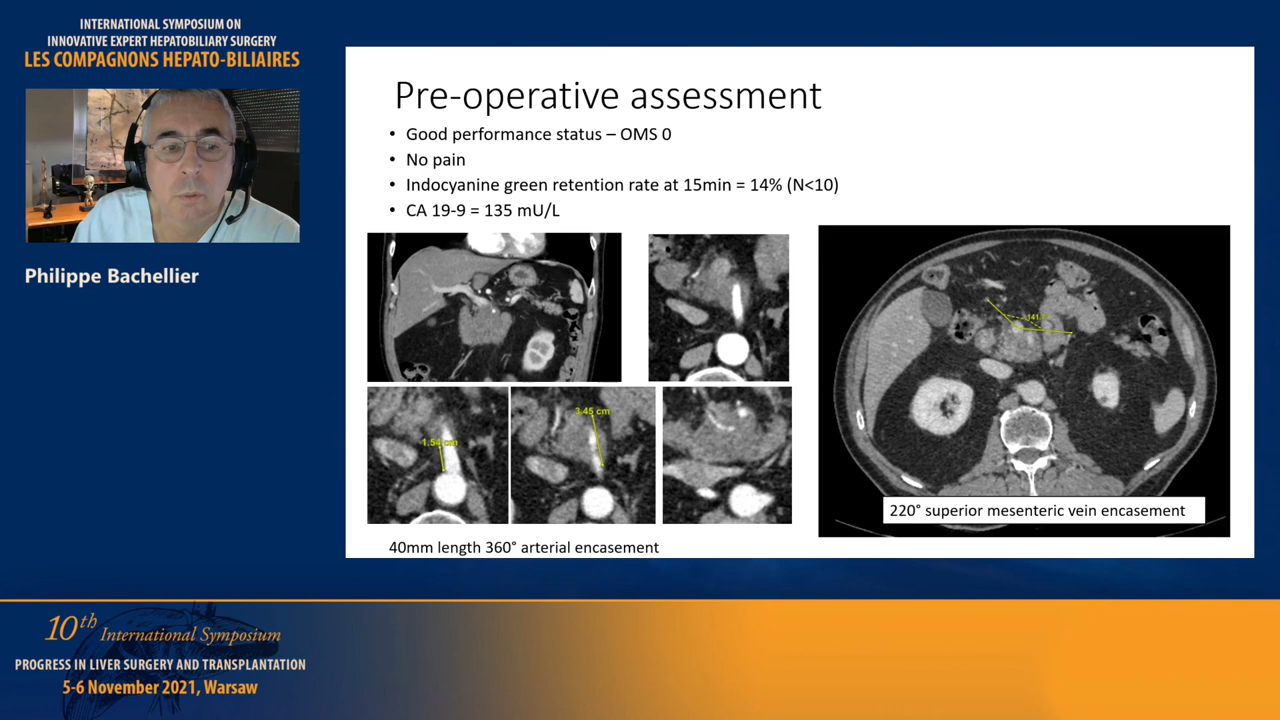 INTERNATIONAL SYMPOSIUM ON
INNOVATIVE EXPERT HEPATOBILIARY SURGERY
LES COMPAGNONS HEPATO-BILIAIRES
Philippe Bachellier
Pre-operative assessment
• Good performance status – OMS 0
• No pain
• Indocyanine green retention rate at 15min = 14% (N<10)
• CA 19-9 = 135 mU/L
1.54 cm
3.45 cm
40mm length 360° arterial encasement
220° superior mesenteric vein encasement
10th International Symposium
PROGRESS IN LIVER SURGERY AND TRANSPLANTATION
5-6 November 2021, Warsaw